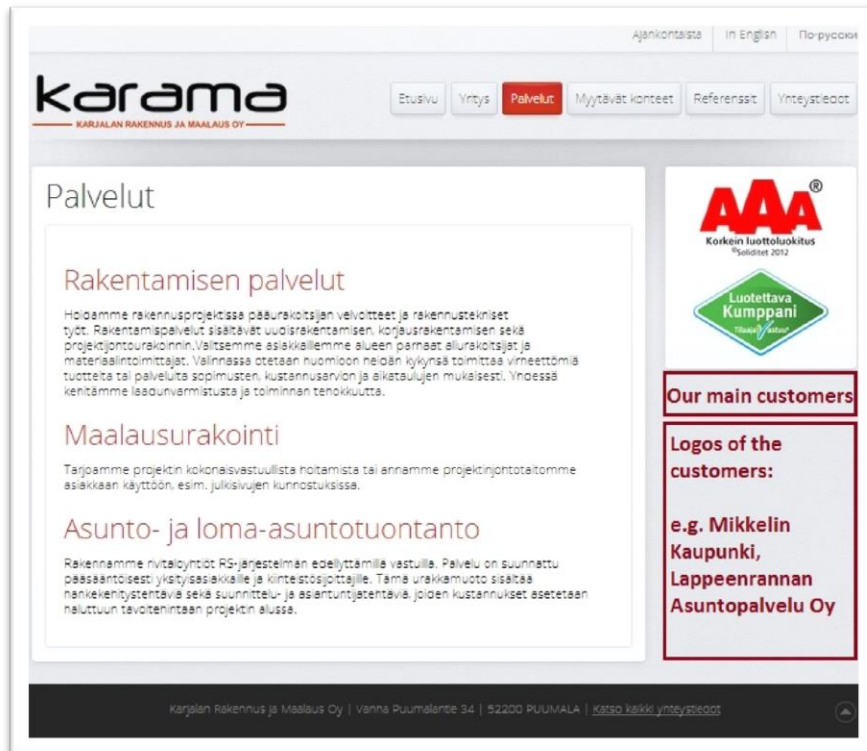 Ajankohtaista In English По-русски
karama
KARJALAN RAKENNUS JA MAALAUS OY
Etusivu Yritys Palvelut Myytävät kohteet Referenssit Yhteystiedot
Palvelut
Rakentamisen palvelut
Hoidamme rakennusprojektissa pääurakoitsijan velvoitteet ja rakennustekniset
työt. Rakentamispalvelut sisältävät uudisrakentamisen, korjausrakentamisen sekä
projektijohtourakoinnin.Valitsemme asiakkaillemme alueen parhaat aliurakoitsijat ja
materiaalintoimittajat. Valinnassa otetaan huomioon heidän kykynsä toimittaa virheettömiä
tuotteita tai palveluita sopimusten, kustannusarvion ja aikataulujen mukaisesti. Yhdessä
kehitämme laadunvarmistusta ja toiminnan tehokkuutta.
Maalausurakointi
Tarjoamme projektin kokonaisvastuullista hoitamista tai annamme projektinjohtotaitomme
asiakkaan käyttöön, esim. julkisivujen kunnostuksissa.
Asunto- ja loma-asuntotuontanto
Rakennamme rivitaloyhtiöt RS-järjestelmän edellyttämillä vastuilla. Palvelu on suunnattu
pääsääntöisesti yksityisasiakkaille ja kiinteistösijoittajille. Tämä urakkamuoto sisältää
hankekehitystehtäviä sekä suunnittelu- ja asiantuntijatehtäviä, joiden kustannukset asetetaan
haluttuun tavoitehintaan projektin alussa.
AAA®
Korkein luottoluokitus
©Soliditet 2012
Luotettava
Kumppani
Tilaajavastuu
Our main customers
Logos of the
customers:
e.g. Mikkelin
Kaupunki,
Lappeenrannan
Asuntopalvelu Oy
Karjalan Rakennus ja Maalaus Oy | Vanha Puumalantie 34 | 52200 PUUMALA | Katso kaikki yhteystiedot